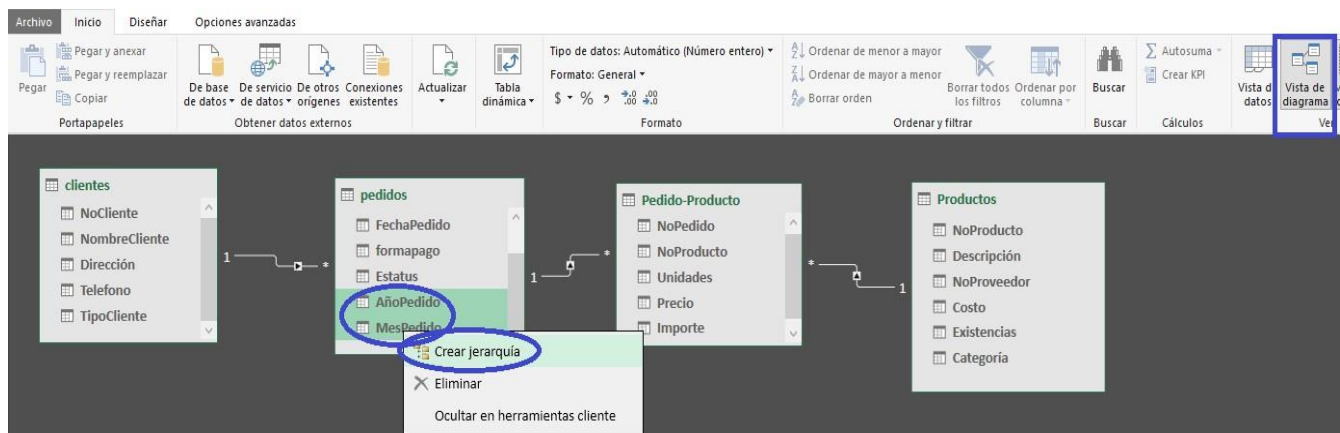 Archivo Inicio Diseñar Opciones avanzadas
Pegar
Pegar y anexar
Pegar y reemplazar
Copiar
Portapapeles
De base de datos
De servicio de datos
De otros orígenes
Conexiones existentes
Obtener datos externos
Actualizar
Tabla dinámica
Tipo de datos: Automático (Número entero)
Formato: General
$ % , .0 .00 .00 .0
Formato
Ordenar de menor a mayor
Ordenar de mayor a menor
Borrar orden
Borrar todos los filtros
Ordenar por columna
Ordenar y filtrar
Buscar
Buscar
Autosuma
Crear KPI
Cálculos
Vista d
datos
Vista de diagrama
Ver
clientes
NoCliente
NombreCliente
Dirección
Telefono
TipoCliente
1 *
pedidos
FechaPedido
formapago
Estatus
AñoPedido
MesPedido
1 *
Pedido-Producto
NoPedido
NoProducto
Unidades
Precio
Importe
* 1
Productos
NoProducto
Descripción
NoProveedor
Costo
Existencias
Categoría
Crear jerarquía
Eliminar
Ocultar en herramientas cliente